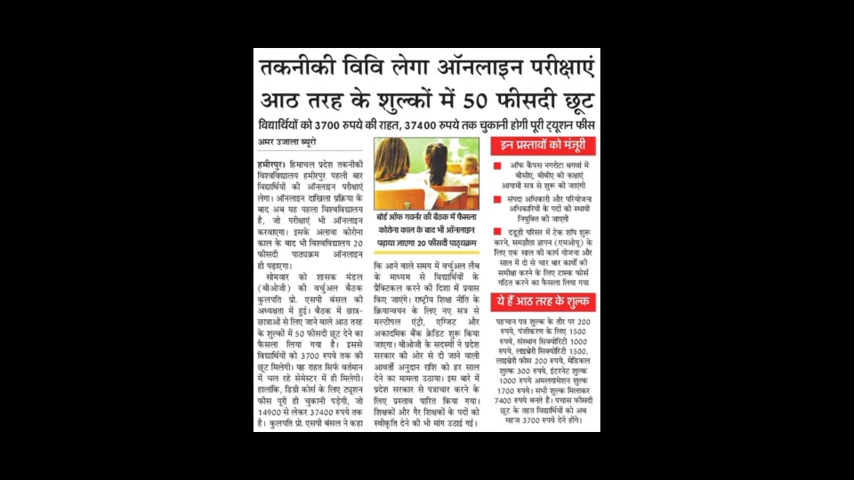 तकनीकी विवि लेगा ऑनलाइन परीक्षाएं
आठ तरह के शुल्कों में 50 फीसदी छूट
विद्यार्थियों को 3700 रुपये की राहत, 37400 रुपये तक चुकानी होगी पूरी ट्यूशन फीस
अमर उजाला ब्यूरो
हमीरपुर। हिमाचल प्रदेश तकनीकी
विश्वविद्यालय हमीरपुर पहली बार
विद्यार्थियों की ऑनलाइन परीक्षाएं
लेगा। ऑनलाइन दाखिला प्रक्रिया के
बाद अब यह पहला विश्वविद्यालय
है, जो परीक्षाएं भी ऑनलाइन
करवाएगा। इसके अलावा कोरोना
काल के बाद भी विश्वविद्यालय 20
फीसदी पाठ्यक्रम ऑनलाइन
ही पढ़ाएगा।
सोमवार को शासक मंडल
(बीओजी) की वर्चुअल बैठक
कुलपति प्रो. एसपी बंसल की
अध्यक्षता में हुई। बैठक में छात्र-
छात्राओं से लिए जाने वाले आठ तरह
के शुल्कों में 50 फीसदी छूट देने का
फैसला लिया गया है। इससे
विद्यार्थियों को 3700 रुपये तक की
छूट मिलेगी। यह राहत सिर्फ वर्तमान
में चल रहे सेमेस्टर में ही मिलेगी।
हालांकि, डिग्री कोर्स के लिए ट्यूशन
फीस पूरी ही चुकानी पड़ेगी, जो
14900 से लेकर 37400 रुपये तक
है। कुलपति प्रो. एसपी बंसल ने कहा
बोर्ड ऑफ गवर्नर की बैठक में फैसला
कोरोना काल के बाद भी ऑनलाइन
पढ़ाया जाएगा 20 फीसदी पाठ्यक्रम
कि आने वाले समय में वर्चुअल लैब
के माध्यम से विद्यार्थियों के
प्रैक्टिकल करने की दिशा में प्रयास
किए जाएंगे। राष्ट्रीय शिक्षा नीति के
क्रियान्वयन के लिए नए सत्र से
मल्टीपल एंट्री, एग्जिट और
अकादमिक बैंक क्रेडिट शुरू किया
जाएगा। बीओजी के सदस्यों ने प्रदेश
सरकार की ओर से दी जाने वाली
आवर्ती अनुदान राशि को हर साल
देने का मामला उठाया। इस बारे में
प्रदेश सरकार से पत्राचार करने के
लिए प्रस्ताव पारित किया गया।
शिक्षकों और गैर शिक्षकों के पदों को
स्वीकृति देने की भी मांग उठाई गई।
इन प्रस्तावों को मंजूरी
ऑफ कैंपस नगरोटा बगवां में
बीसीए, बीबीए की कक्षाएं
आगामी सत्र से शुरू की जाएंगी
संपदा अधिकारी और परियोजना
अधिकारियों के पदों की स्थायी
नियुक्ति की जाएगी
दड़ूही परिसर में टेक शॉप शुरू
करने, समझौता ज्ञापन (एमओयू) के
लिए एक साल की कार्य योजना और
साल में दो से चार बार कार्यों की
समीक्षा करने के लिए टास्क फोर्स
गठित करने का फैसला लिया गया
ये हैं आठ तरह के शुल्क
पहचान पत्र शुल्क के तौर पर 200
रुपये, पंजीकरण के लिए 1500
रुपये, संस्थान सिक्योरिटी 1000
रुपये, लाइब्रेरी सिक्योरिटी 1500,
लाइब्रेरी फीस 200 रुपये, मेडिकल
शुल्क 300 रुपये, इंटरनेट शुल्क
1000 रुपये अमलगामेशन शुल्क
1700 रुपये। सभी शुल्क मिलाकर
7400 रुपये बनते हैं। पचास फीसदी
छूट के तहत विद्यार्थियों को अब
महज 3700 रुपये देने होंगे।